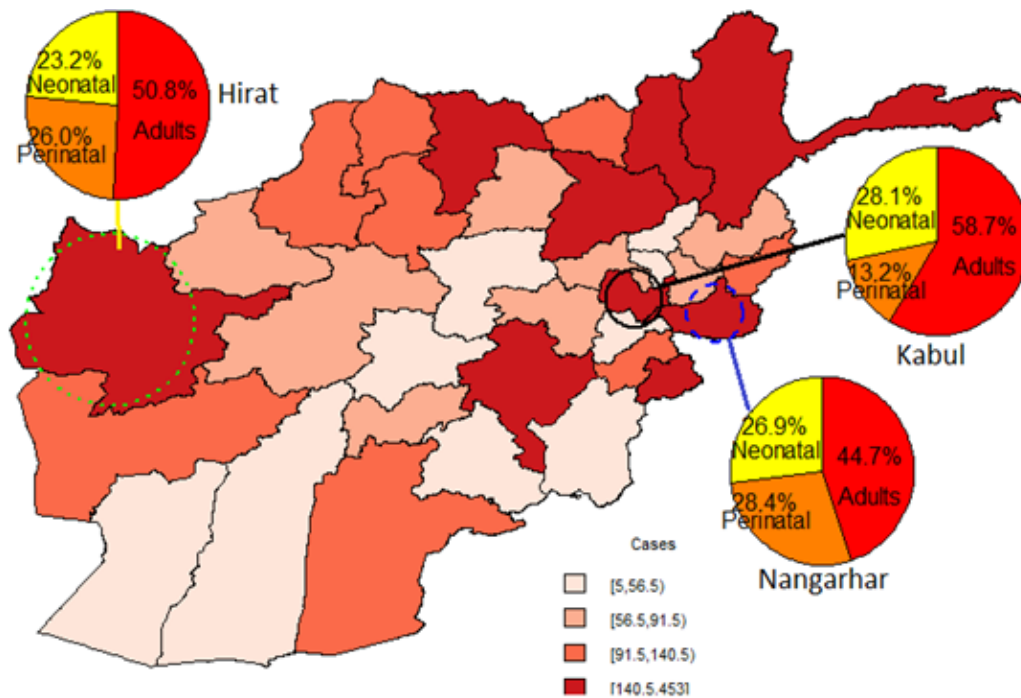 23.2%
Neonatal
50.8%
Adults
26.0%
Perinatal
Hirat
28.1%
Neonatal
58.7%
Adults
13.2%
Perinatal
Kabul
26.9%
Neonatal
44.7%
Adults
28.4%
Perinatal
Nangarhar
Cases
[5,56.5)
[56.5,91.5)
[91.5,140.5)
[140.5,453]